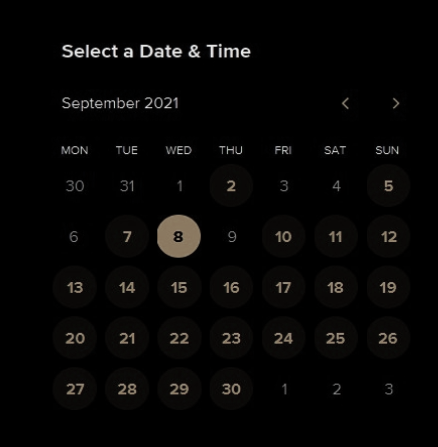 Select a Date & Time
September 2021
MON TUE WED THU FRI SAT SUN
30 31 1 2 3 4 5
6 7 8 9 10 11 12
13 14 15 16 17 18 19
20 21 22 23 24 25 26
27 28 29 30 1 2 3